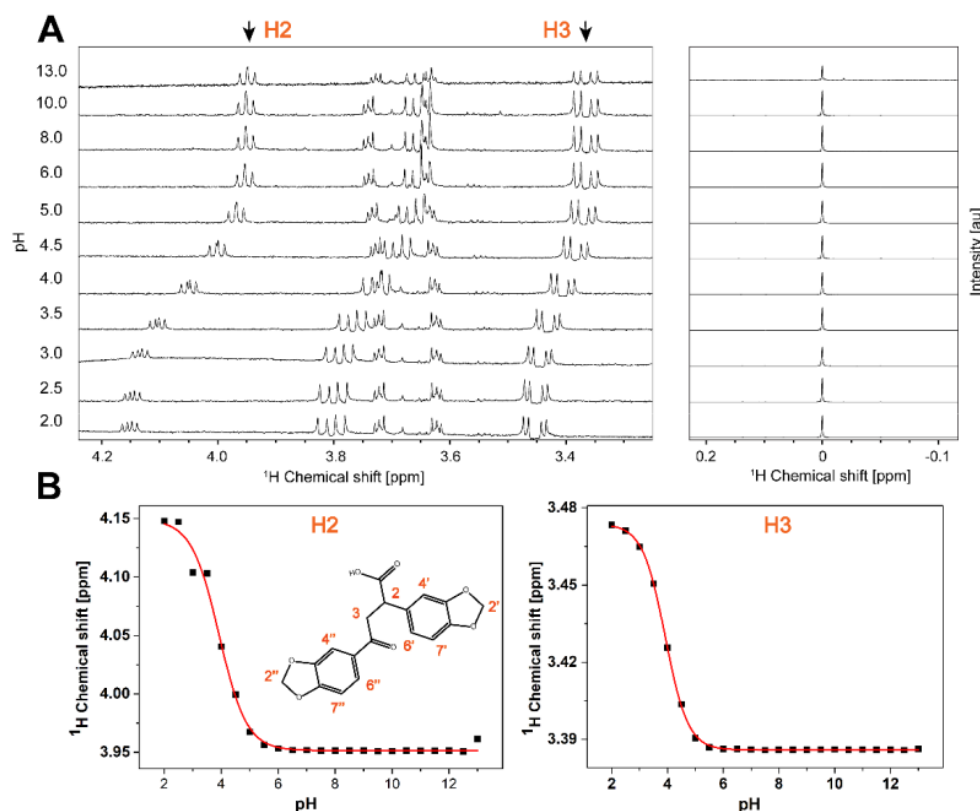 A
H2
H3
13.0
10.0
8.0
6.0
5.0
4.5
4.0
3.5
3.0
2.5
2.0
pH
4.2 4.0 3.8 3.6 3.4
¹H Chemical shift [ppm]
0.2 0 -0.1
¹H Chemical shift [ppm]
Intensity [au]
B
H2
4.15
4.10
4.05
4.00
3.95
¹H Chemical shift [ppm]
2 4 6 8 10 12
pH
HO
O
2
3
4'
O
2'
O
6'
7'
4"
O
2"
O
O
6"
7"
H3
3.48
3.45
3.42
3.39
¹H Chemical shift [ppm]
2 4 6 8 10 12
pH